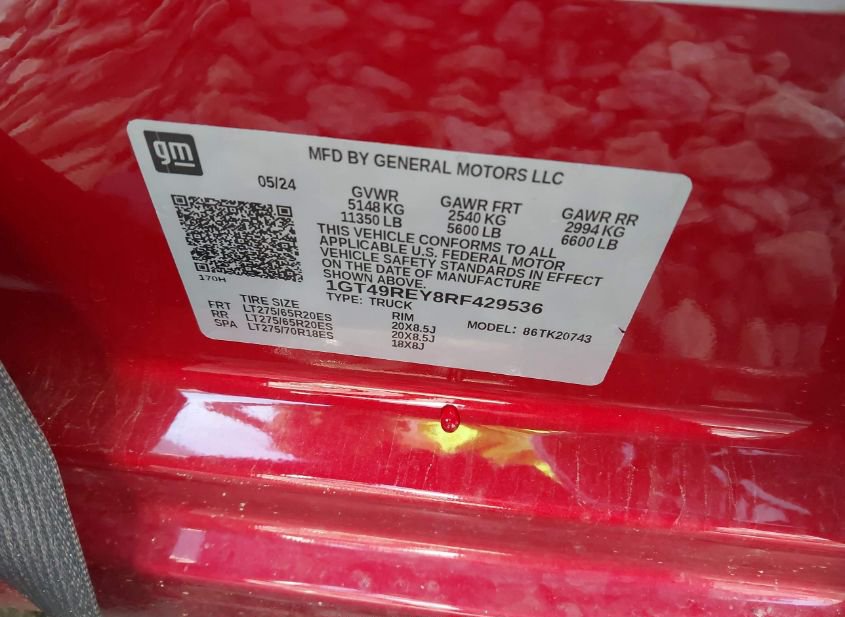 gm
MFD BY GENERAL MOTORS LLC
05/24
GVWR
5148 KG
11350 LB
GAWR FRT
2540 KG
5600 LB
GAWR RR
2994 KG
6600 LB
THIS VEHICLE CONFORMS TO ALL
APPLICABLE U.S. FEDERAL MOTOR
VEHICLE SAFETY STANDARDS IN EFFECT
ON THE DATE OF MANUFACTURE
SHOWN ABOVE.
170H
1GT49REY8RF429536
TYPE: TRUCK
MODEL: 86TK20743
TIRE SIZE RIM
FRT LT275/65R20ES 20X8.5J
RR LT275/65R20ES 20X8.5J
SPA LT275/70R18ES 18X8J